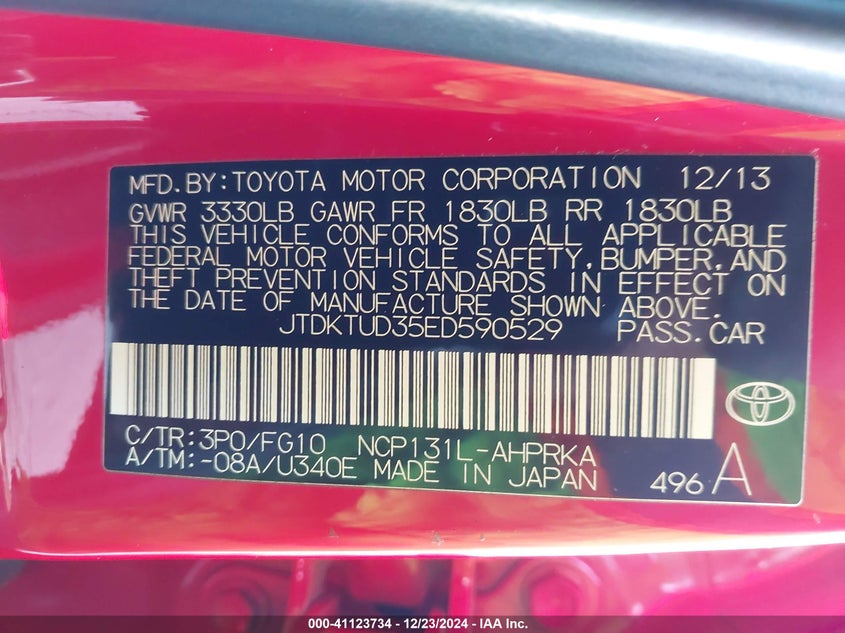 MFD.BY:TOYOTA MOTOR CORPORATION 12/13
GVWR 3330LB GAWR FR 1830LB RR 1830LB
THIS VEHICLE CONFORMS TO ALL APPLICABLE
FEDERAL MOTOR VEHICLE SAFETY,BUMPER,AND
THEFT PREVENTION STANDARDS IN EFFECT ON
THE DATE OF MANUFACTURE SHOWN ABOVE.
JTDKTUD35ED590529 PASS.CAR
C/TR:3P0/FG10 NCP131L-AHPRKA
A/TM:-08A/U340E MADE IN JAPAN 496 A
000-41123734 - 12/23/2024 - IAA Inc.